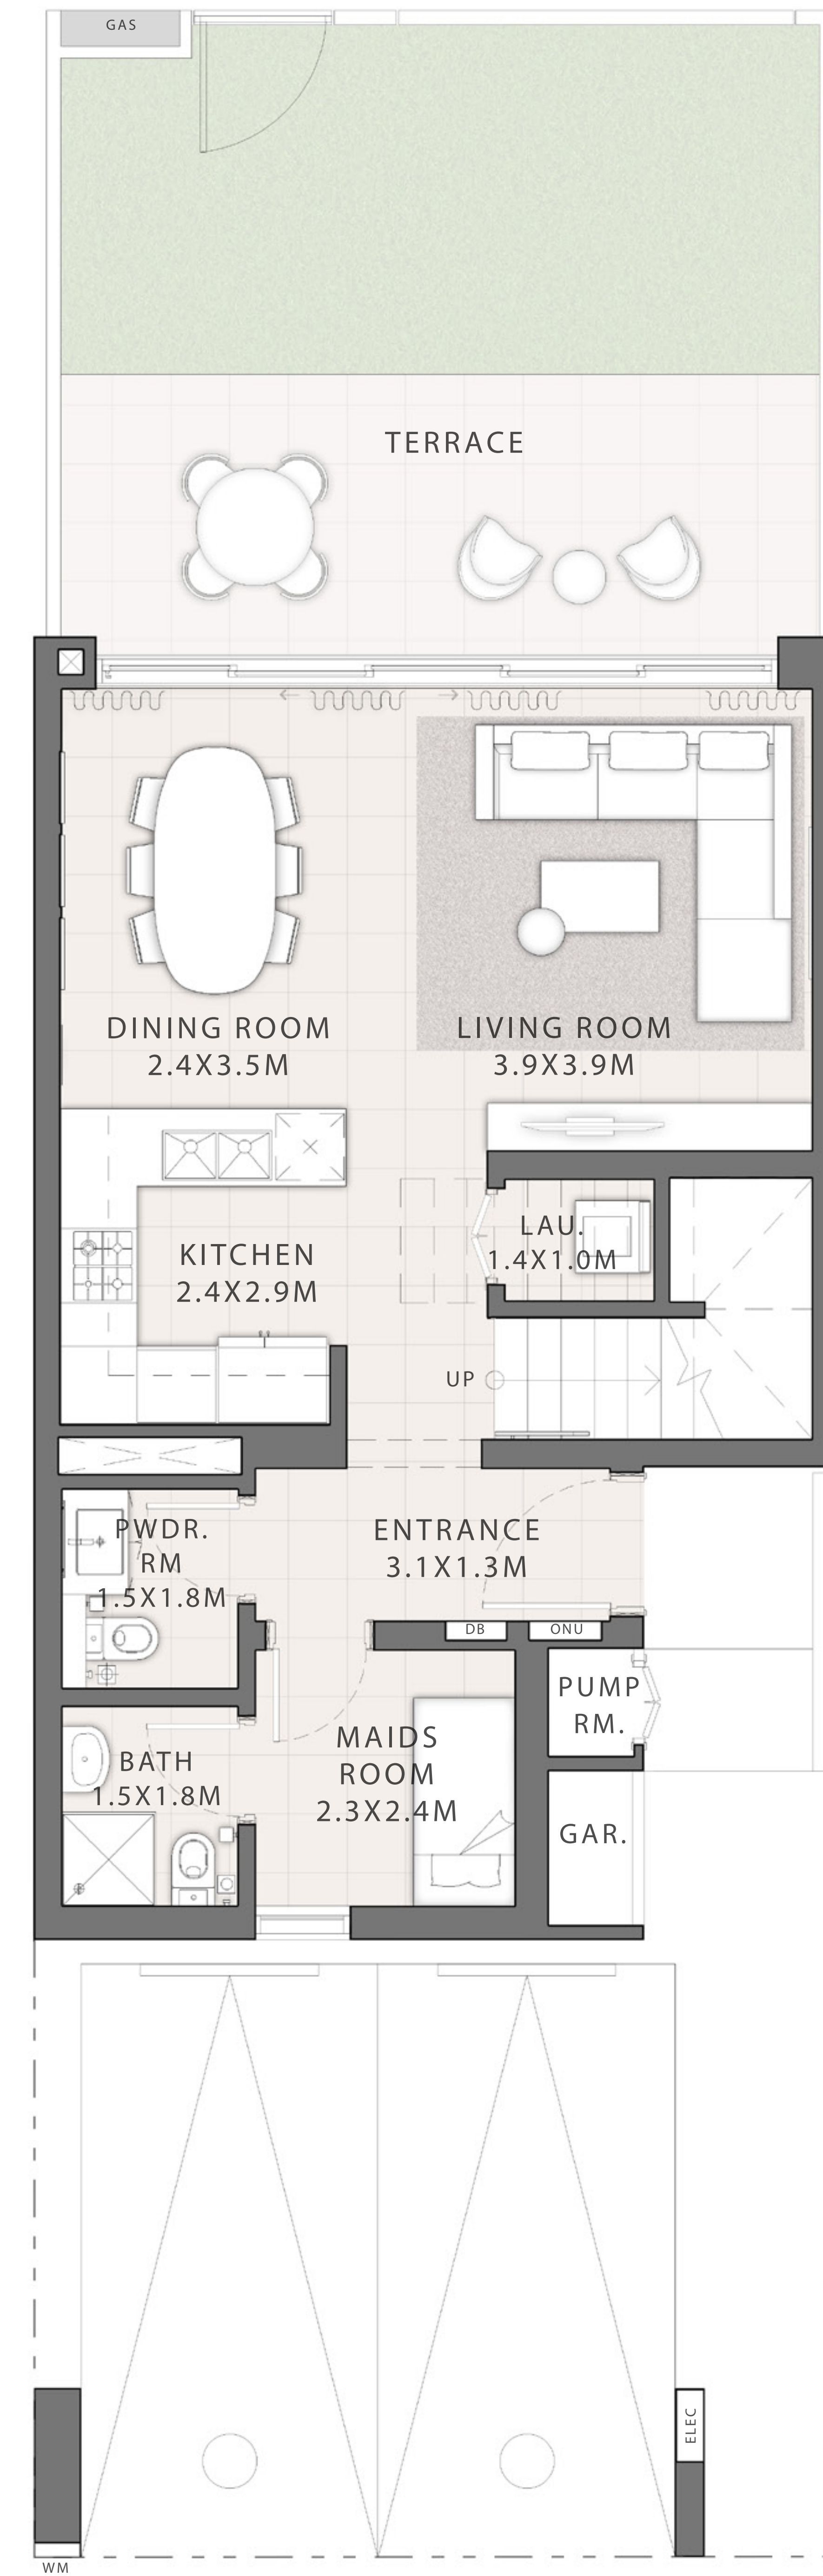 GAS
TERRACE
DINING ROOM
2.4X3.5M
LIVING ROOM
3.9X3.9M
LAU.
1.4X1.0M
KITCHEN
2.4X2.9M
UP
PWDR.
RM
1.5X1.8M
ENTRANCE
3.1X1.3M
DB
ONU
PUMP
RM.
MAIDS
ROOM
2.3X2.4M
BATH
1.5X1.8M
GAR.
ELEC
WM